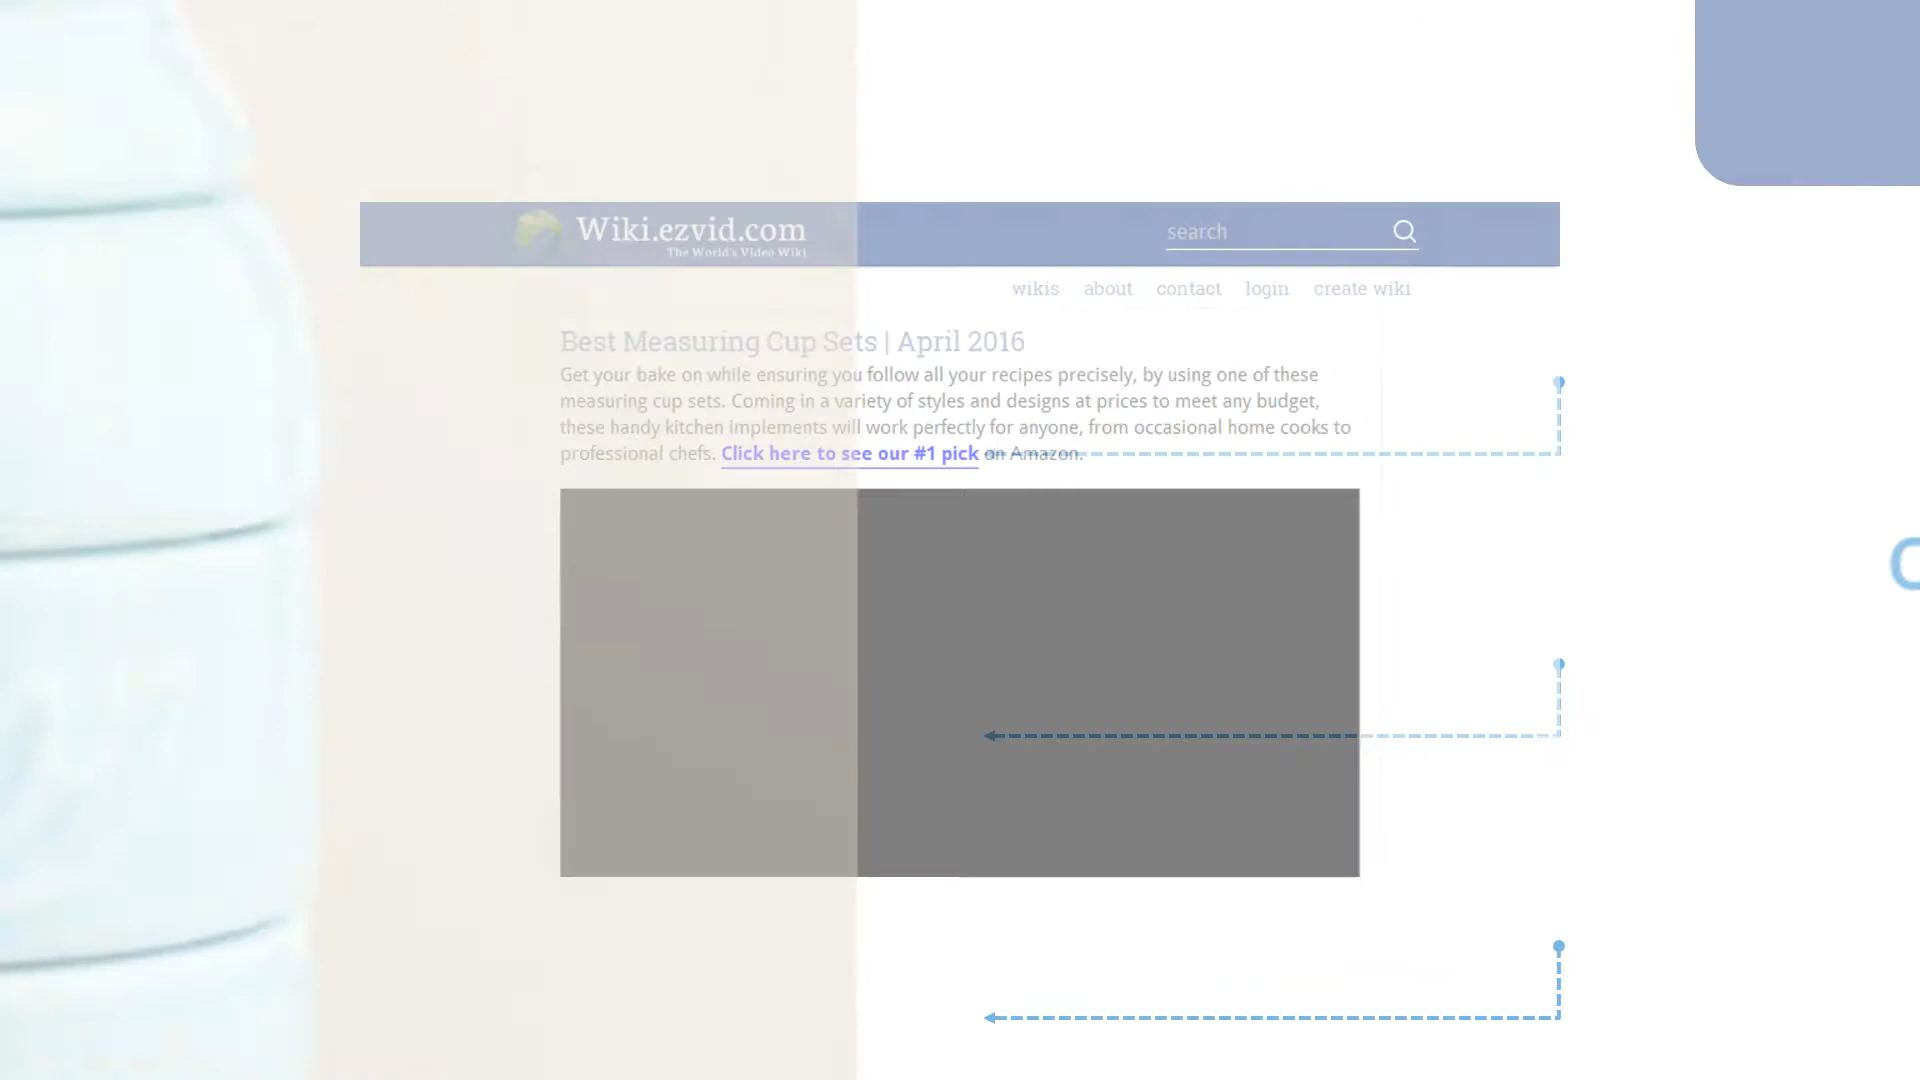 Wiki.ezvid.com
The World's Video Wiki
search
wikis about contact login create wiki
Best Measuring Cup Sets | April 2016
Get your bake on while ensuring you follow all your recipes precisely, by using one of these
measuring cup sets. Coming in a variety of styles and designs at prices to meet any budget,
these handy kitchen implements will work perfectly for anyone, from occasional home cooks to
professional chefs. Click here to see our #1 pick on Amazon.